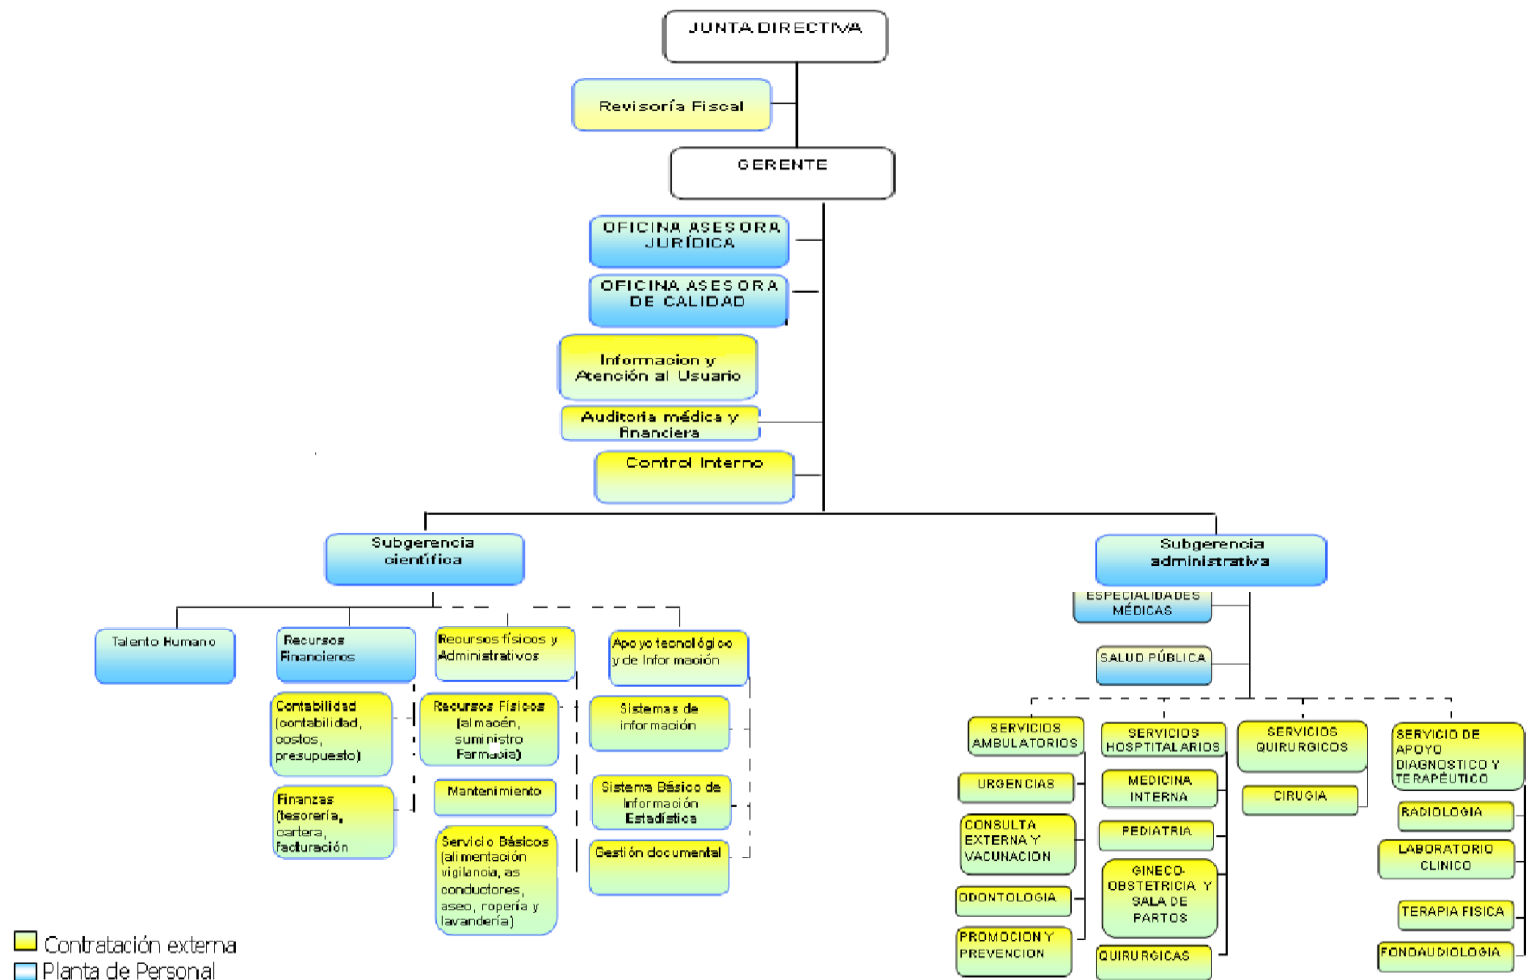 JUNTA DIRECTIVA
Revisoría Fiscal
GERENTE
OFICINA ASESORA
JURÍDICA
OFICINA ASESORA
DE CALIDAD
Informacion y
Atención al Usuario
Auditoria médica y
financiera
Control Interno
Subgerencia
científica
Subgerencia
administrativa
Talento Humano
Recursos
Financieros
Recursos físicos y
Administrativos
Apoyo tecnológico
y de Información
Contabilidad
(contabilidad,
costos,
presupuesto)
Finanzas
(tesorería,
cartera,
facturación
Recursos Físicos
(almacén,
suministro
Farmacia)
Mantenimiento
Servicio Básicos
(alimentación
vigilancia, as
conductores,
aseo, ropería y
lavandería)
Sistemas de
información
Sistema Básico de
Información
Estadística
Gestión documental
ESPECIALIDADES
MÉDICAS
SALUD PÚBLICA
SERVICIOS
AMBULATORIOS
URGENCIAS
CONSULTA
EXTERNA Y
VACUNACION
ODONTOLOGIA
PROMOCION Y
PREVENCION
SERVICIOS
HOSPTITALARIOS
MEDICINA
INTERNA
PEDIATRIA
GINECO-
OBSTETRICIA Y
SALA DE
PARTOS
QUIRURGICAS
SERVICIOS
QUIRURGICOS
CIRUGIA
SERVICIO DE
APOYO
DIAGNOSTICO Y
TERAPÉUTICO
RADIOLOGIA
LABORATORIO
CLINICO
TERAPIA FISICA
FONOAUDIOLOGIA
Contratación externa
Planta de Personal